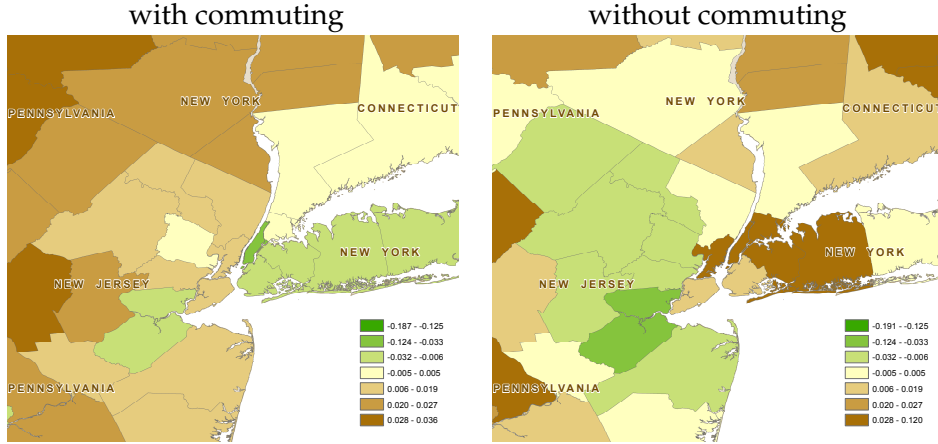 with commuting
without commuting
NEW YORK
PENNSYLVANIA
CONNECTICUT
NEW YORK
NEW JERSEY
PENNSYLVANIA
-0.187 - -0.125
-0.124 - -0.033
-0.032 - -0.006
-0.005 - 0.005
0.006 - 0.019
0.020 - 0.027
0.028 - 0.036
NEW YORK
PENNSYLVANIA
CONNECTICUT
NEW YORK
NEW JERSEY
PENNSYLVANIA
-0.191 - -0.125
-0.124 - -0.033
-0.032 - -0.006
-0.005 - 0.005
0.006 - 0.019
0.020 - 0.027
0.028 - 0.120